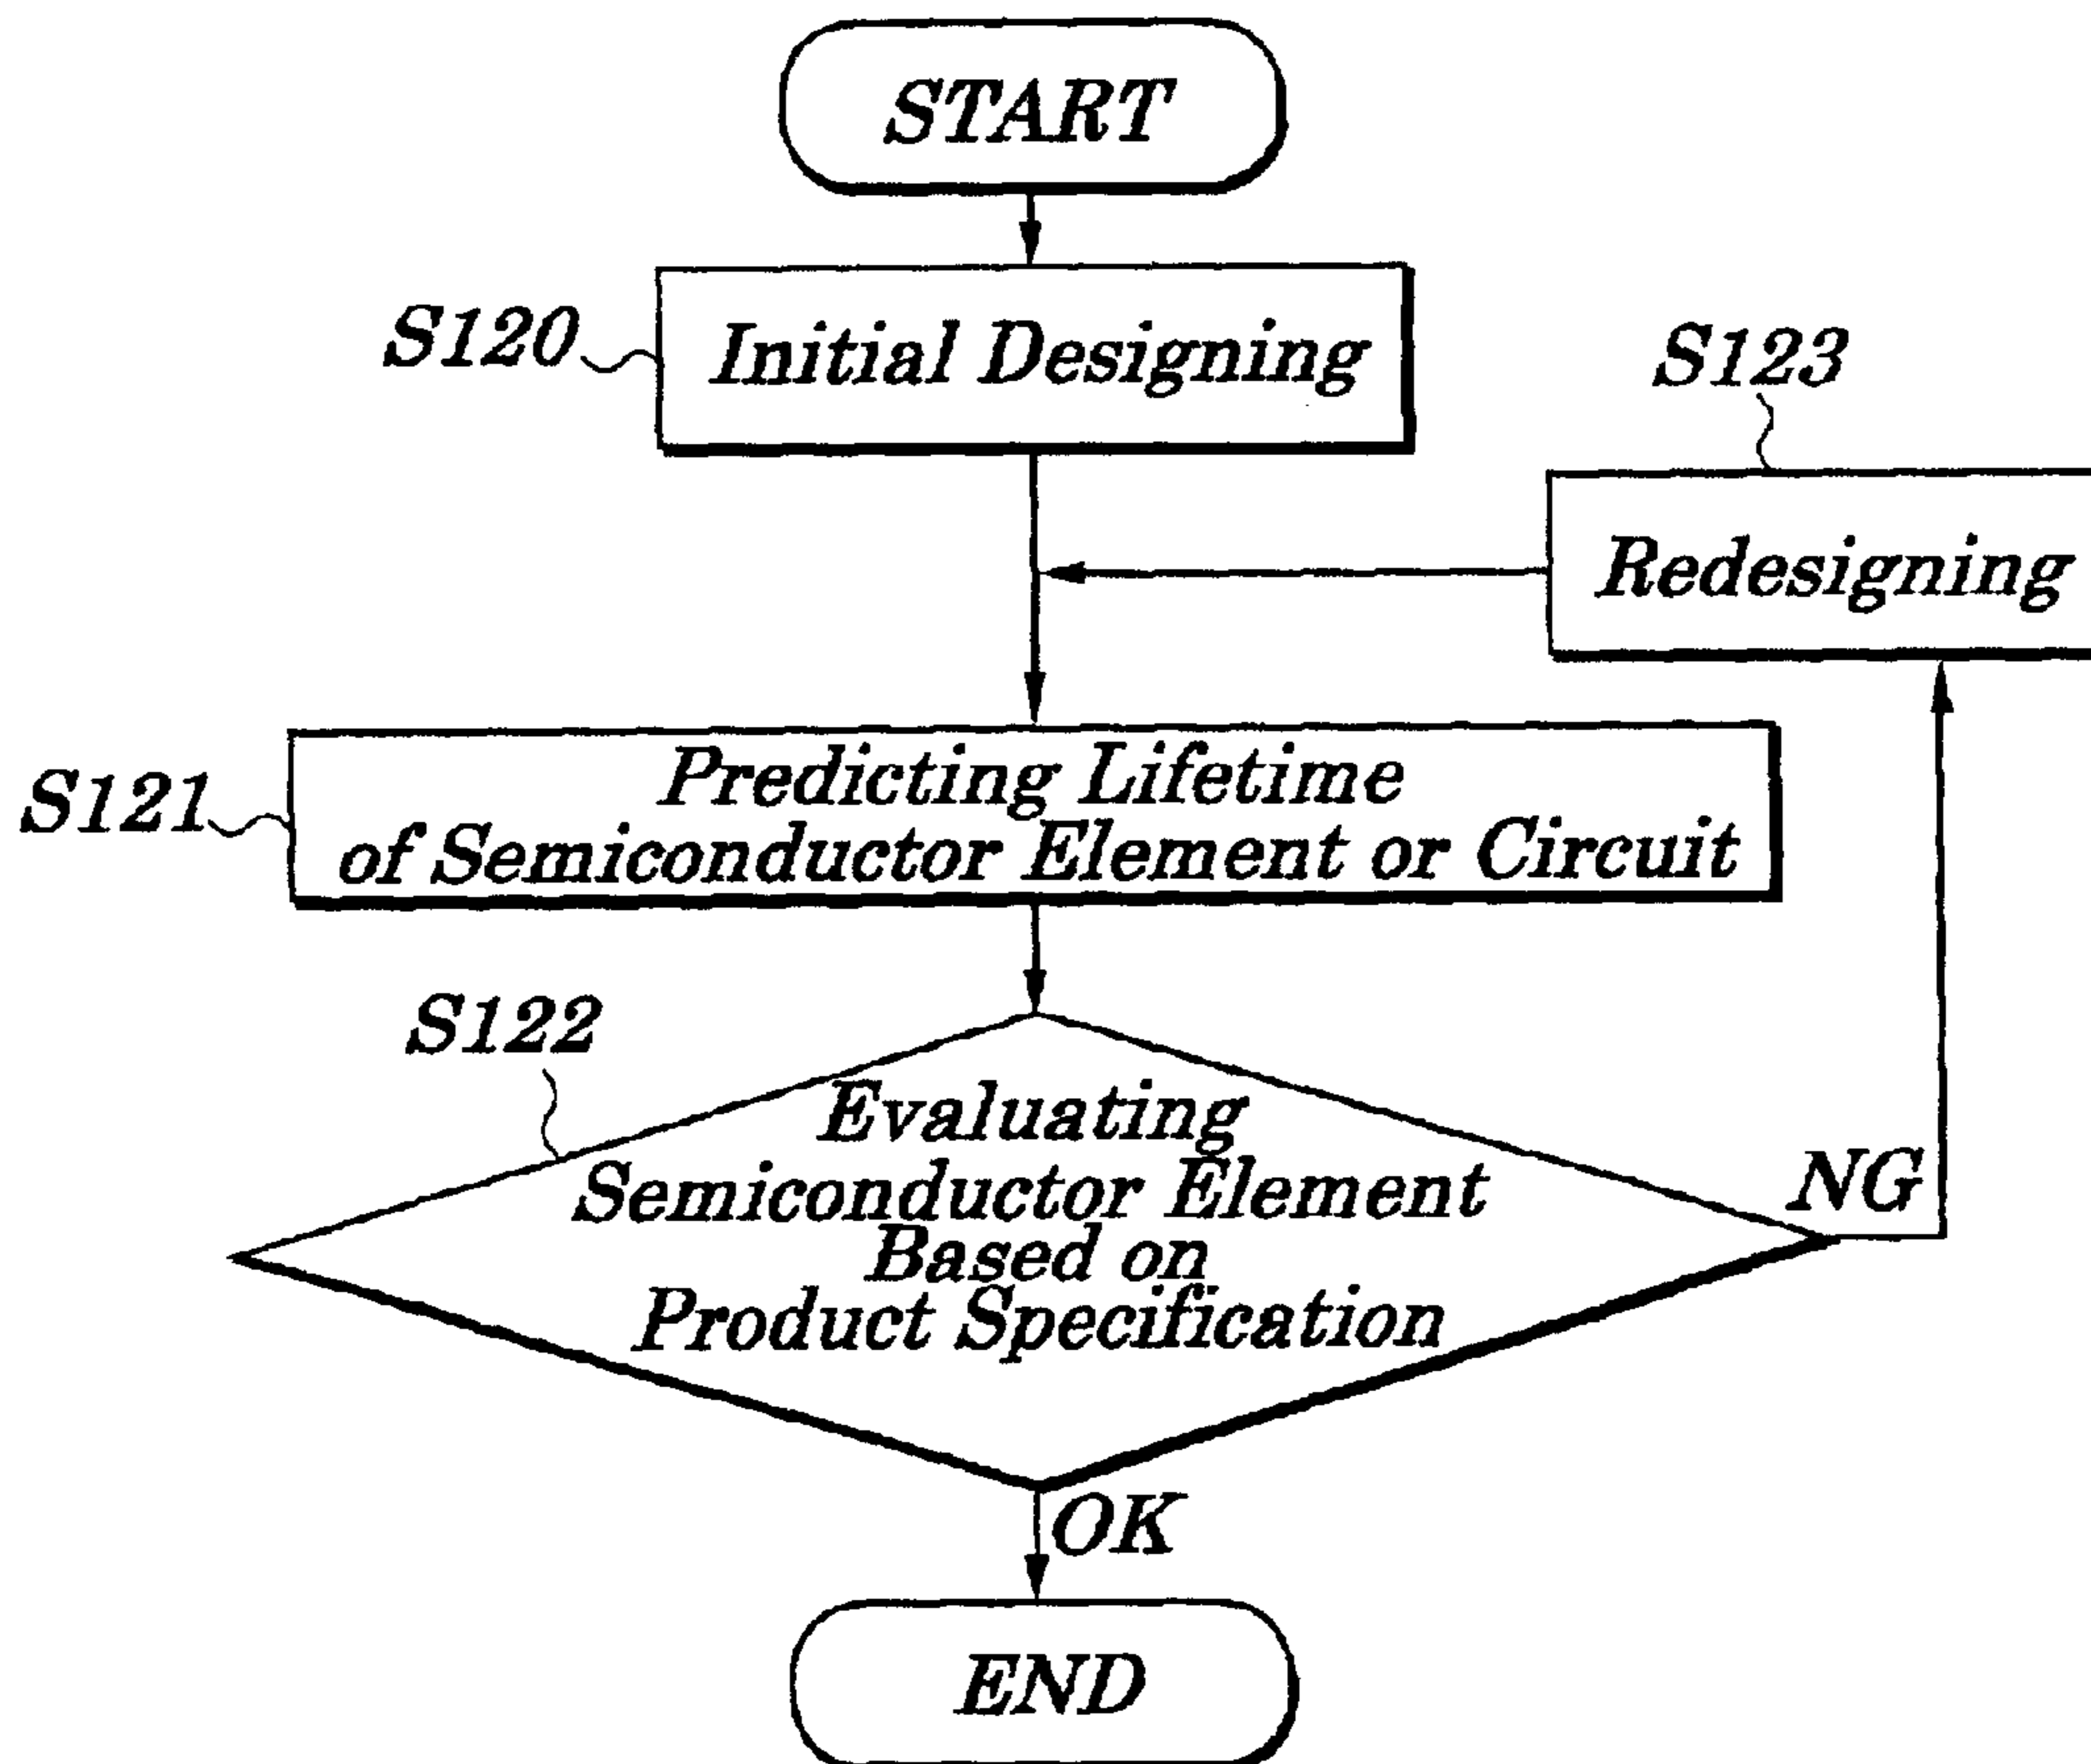 START
S120
Initial Designing
S123
Redesigning
S121
Predicting Lifetime
of Semiconductor Element or Circuit
S122
Evaluating
Semiconductor Element
Based on
Product Specification
NG
OK
END